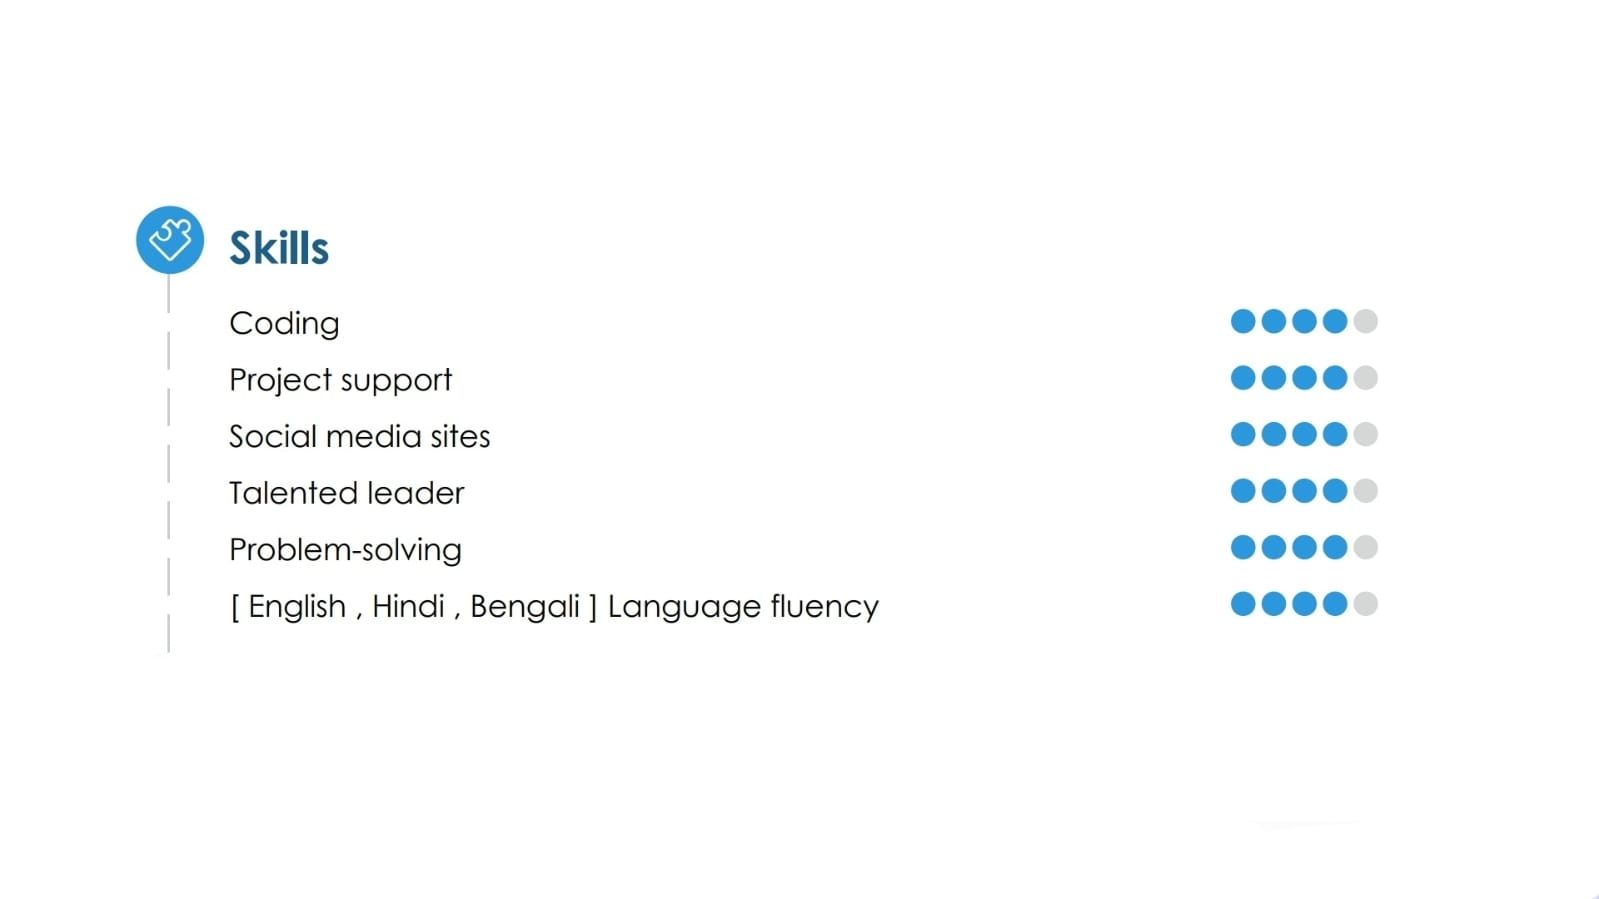 Skills
Coding
Project support
Social media sites
Talented leader
Problem-solving
[ English , Hindi , Bengali ] Language fluency